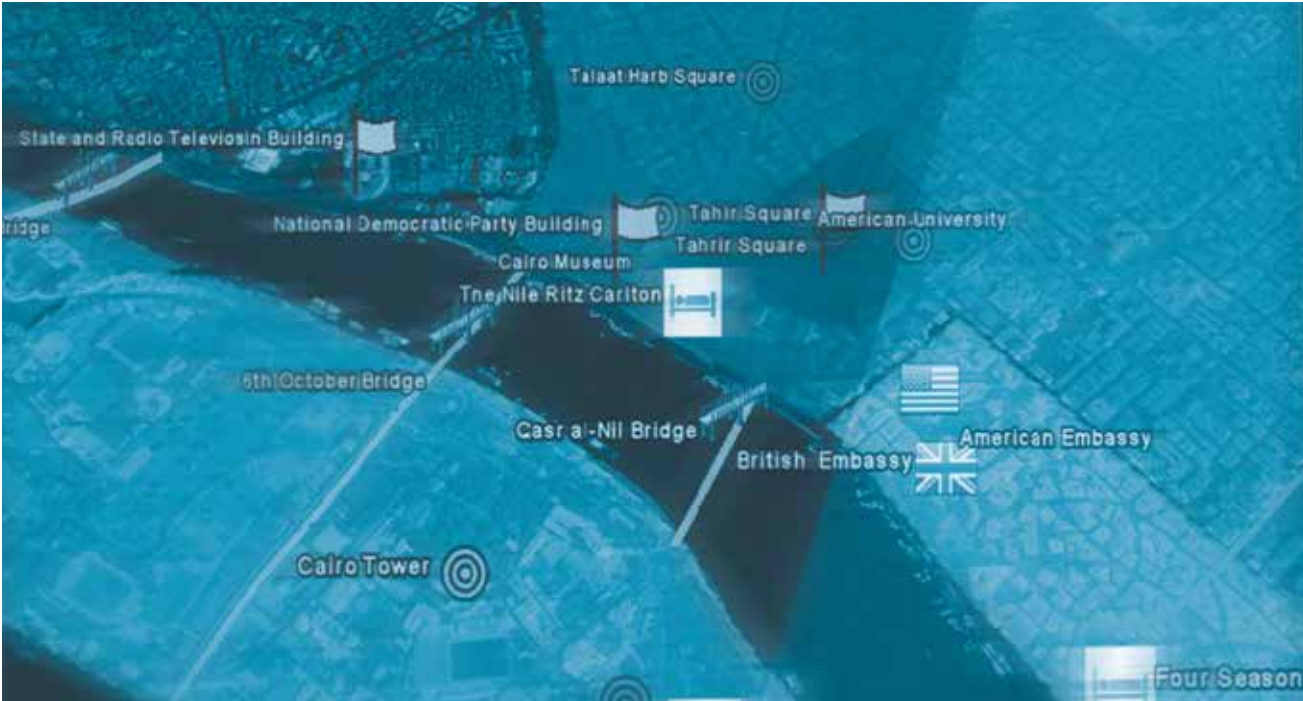 Talaat Harb Square
State and Radio Televiosin Building
National Democratic Party Building
Tahir Square
American University
ridge
Tahrir Square
Cairo Museum
The Nile Ritz Carlton
6th October Bridge
Casr al-Nil Bridge
American Embassy
British Embassy
Cairo Tower
Four Season